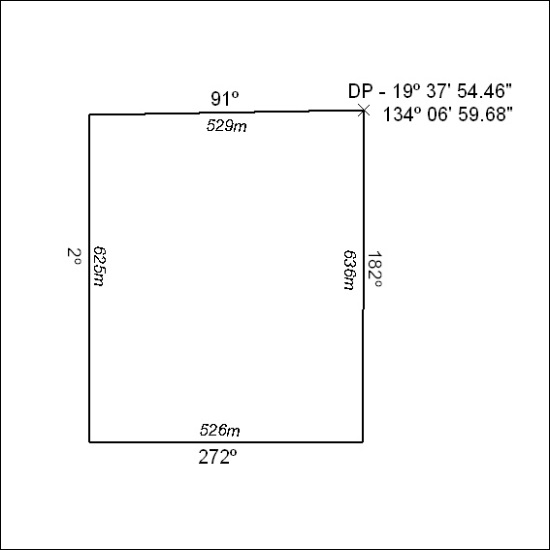 DP - 19º 37' 54.46"
134º 06' 59.68"
91º
529m
2º
625m
636m
182º
526m
272º